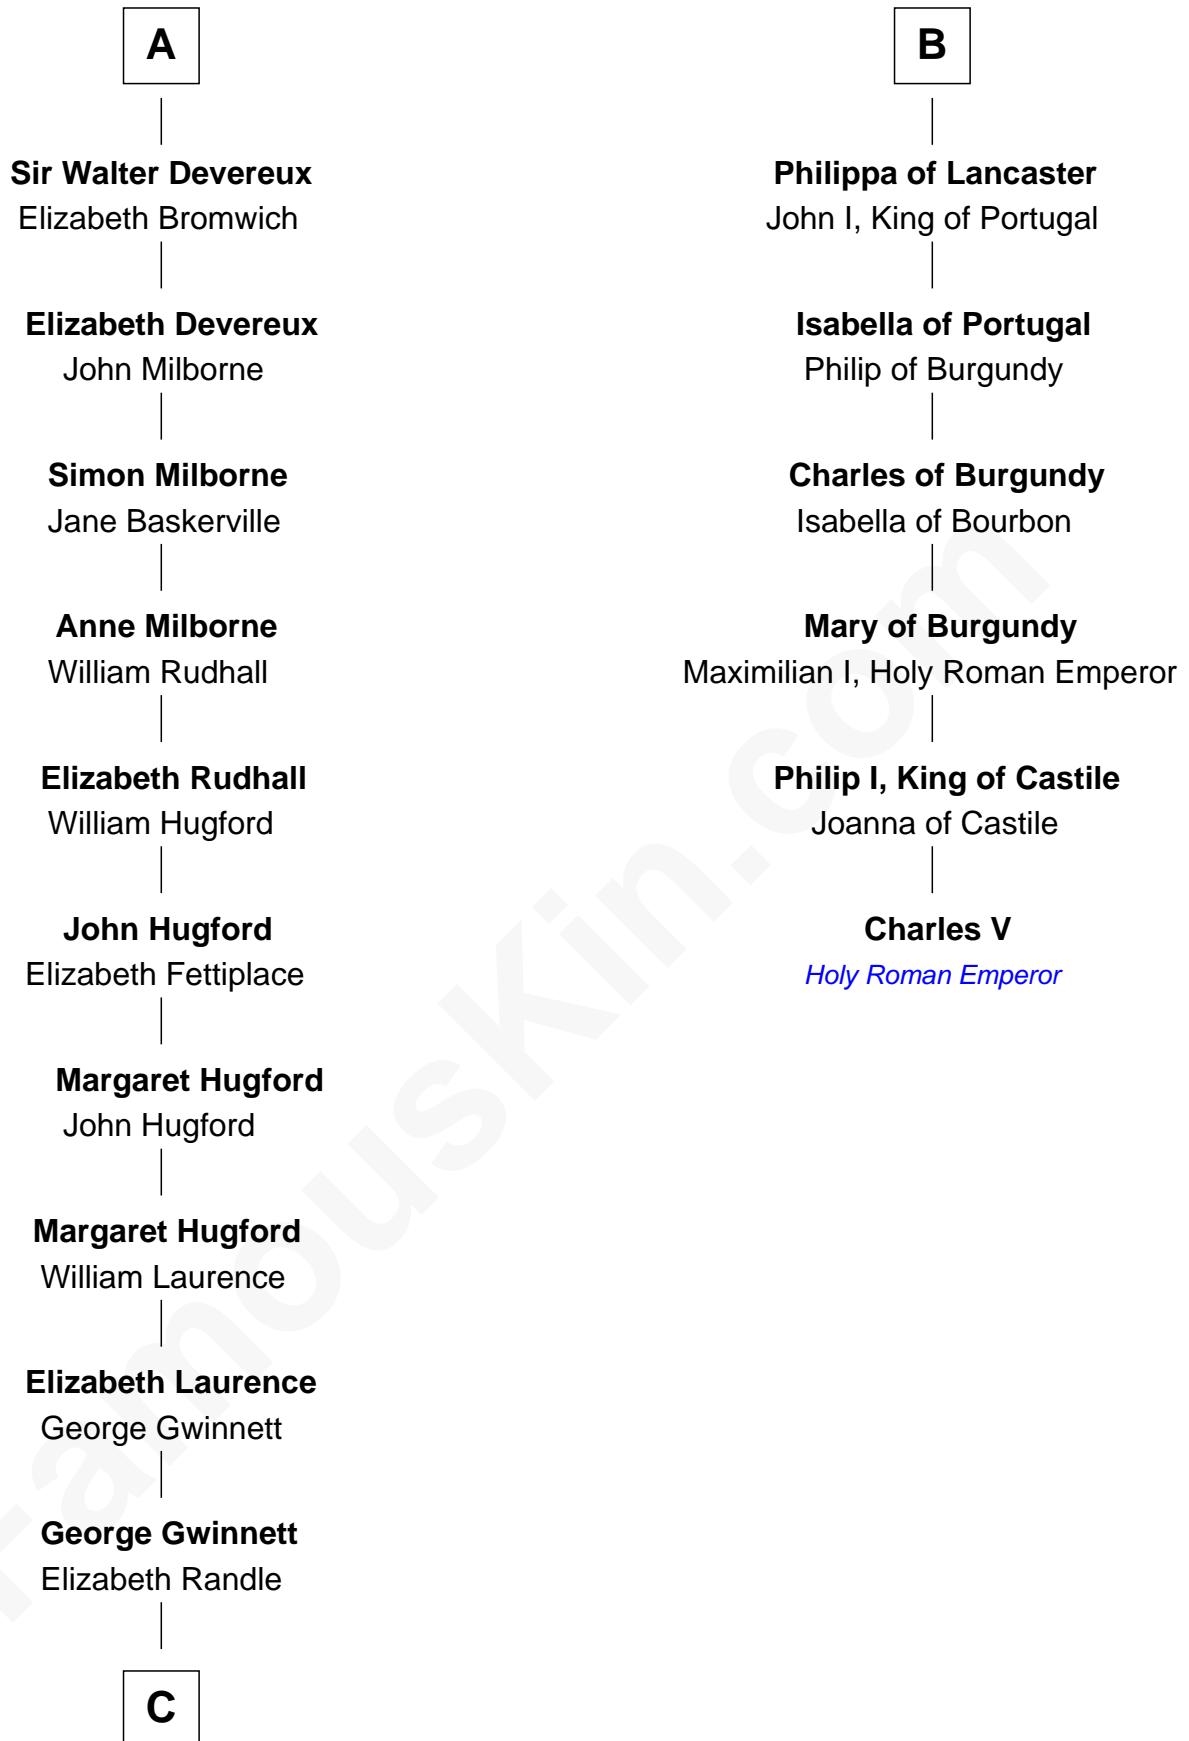 A
Sir Walter Devereux
Elizabeth Bromwich
Elizabeth Devereux
John Milborne
Simon Milborne
Jane Baskerville
Anne Milborne
William Rudhall
Elizabeth Rudhall
William Hugford
John Hugford
Elizabeth Fettiplace
Margaret Hugford
John Hugford
Margaret Hugford
William Laurence
Elizabeth Laurence
George Gwinnett
George Gwinnett
Elizabeth Randle
C
B
Philippa of Lancaster
John I, King of Portugal
Isabella of Portugal
Philip of Burgundy
Charles of Burgundy
Isabella of Bourbon
Mary of Burgundy
Maximilian I, Holy Roman Emperor
Philip I, King of Castile
Joanna of Castile
Charles V
Holy Roman Emperor
FamousKin.com